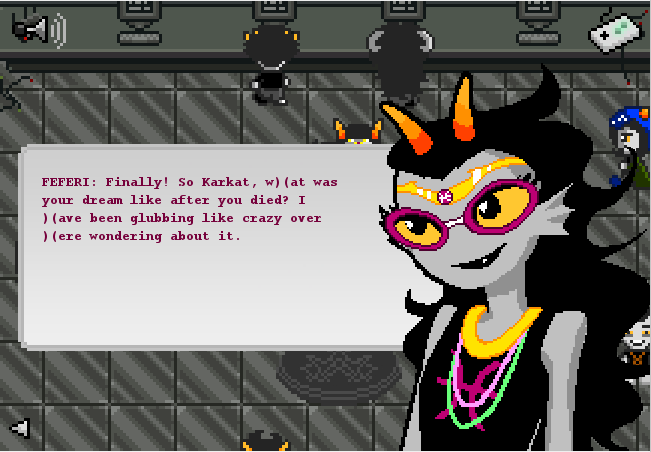 FEFERI: Finally! So Karkat, w)(at was
your dream like after you died? I
)(ave been glubbing like crazy over
)(ere wondering about it.